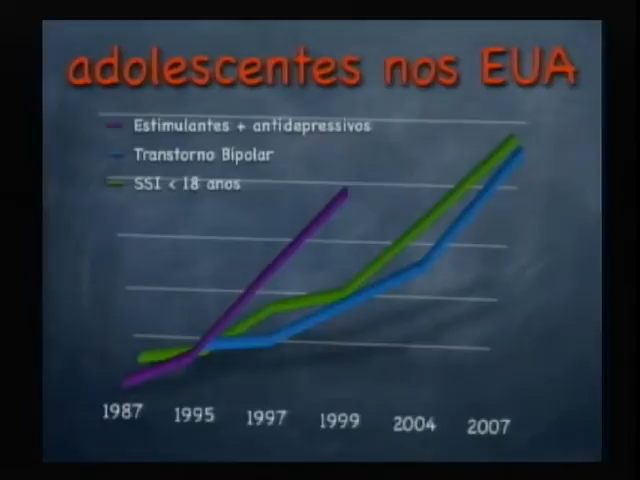 adolescentes nos EUA
Estimulantes + antidepressivos
Transtorno Bipolar
SSI < 18 anos
1987 1995 1997 1999 2004 2007